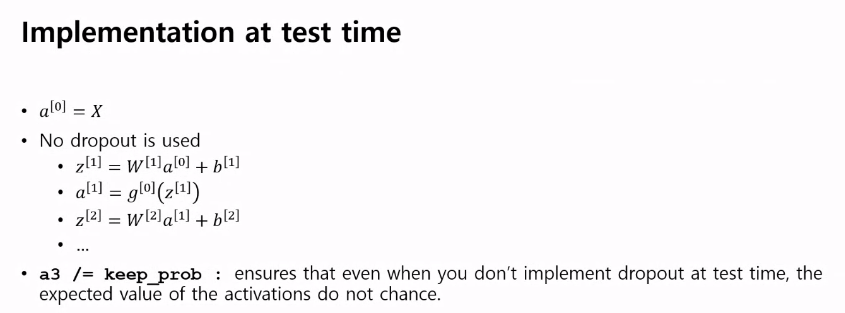 Implementation at test time
• a^[0] = X
• No dropout is used
• z^[1] = W^[1]a^[0] + b^[1]
• a^[1] = g^[0](z^[1])
• z^[2] = W^[2]a^[1] + b^[2]
• ...
• a3 /= keep_prob : ensures that even when you don't implement dropout at test time, the
expected value of the activations do not chance.